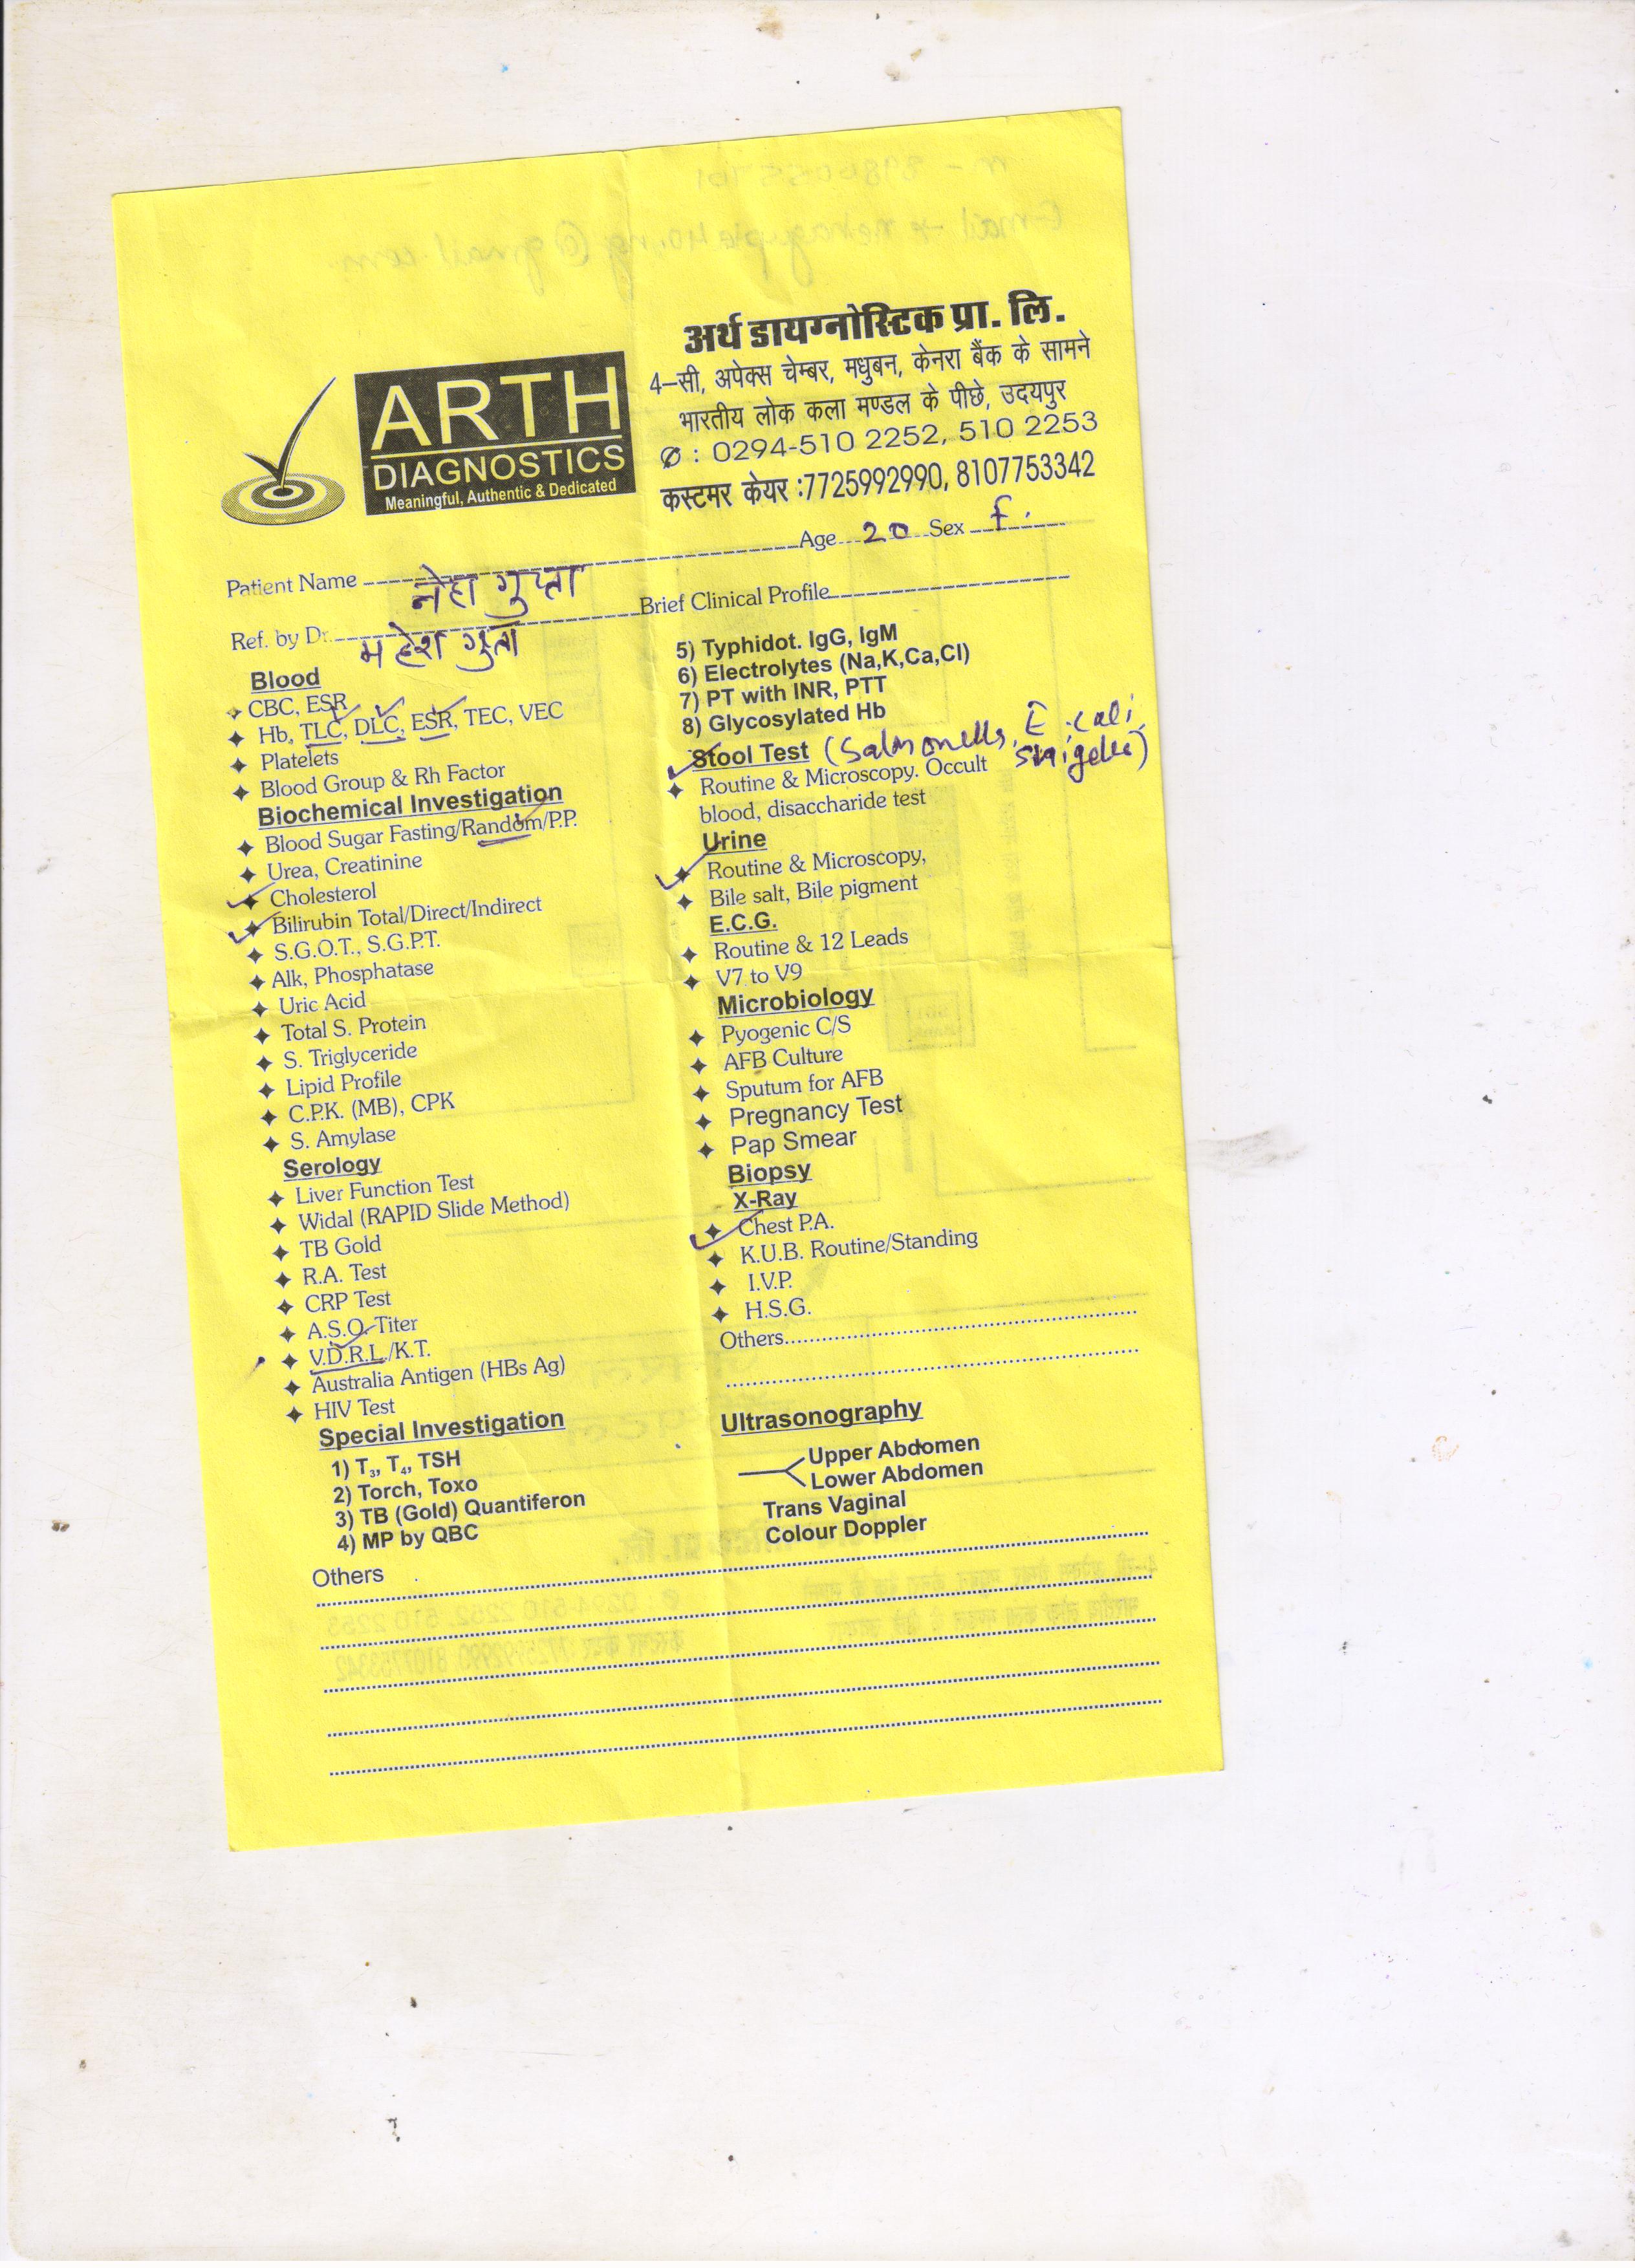 अर्थ डायग्नोस्टिक प्रा. लि.
4-सी, अपेक्स चेम्बर, मधुबन, केनरा बैंक के सामने
भारतीय लोक कला मण्डल के पीछे, उदयपुर
✆ : 0294-510 2252, 510 2253
कस्टमर केयर :7725992990, 8107753342
ARTH
DIAGNOSTICS
Meaningful, Authentic & Dedicated
Patient Name नेहा गुप्ता Age 20 Sex f.
Ref. by Dr. महेश गुप्ता Brief Clinical Profile
Blood
CBC, ESR
Hb, TLC, DLC, ESR, TEC, VEC
Platelets
Blood Group & Rh Factor
Biochemical Investigation
Blood Sugar Fasting/Random/P.P.
Urea, Creatinine
Cholesterol
Bilirubin Total/Direct/Indirect
S.G.O.T., S.G.P.T.
Alk, Phosphatase
Uric Acid
Total S. Protein
S. Triglyceride
Lipid Profile
C.P.K. (MB), CPK
S. Amylase
Serology
Liver Function Test
Widal (RAPID Slide Method)
TB Gold
R.A. Test
CRP Test
A.S.O. Titer
V.D.R.L./K.T.
Australia Antigen (HBs Ag)
HIV Test
Special Investigation
1) T3, T4, TSH
2) Torch, Toxo
3) TB (Gold) Quantiferon
4) MP by QBC
5) Typhidot. IgG, IgM
6) Electrolytes (Na,K,Ca,Cl)
7) PT with INR, PTT
8) Glycosylated Hb
Stool Test (Salmonella, E.coli,
Shigella)
Routine & Microscopy. Occult
blood, disaccharide test
Urine
Routine & Microscopy,
Bile salt, Bile pigment
E.C.G.
Routine & 12 Leads
V7 to V9
Microbiology
Pyogenic C/S
AFB Culture
Sputum for AFB
Pregnancy Test
Pap Smear
Biopsy
X-Ray
Chest P.A.
K.U.B. Routine/Standing
I.V.P.
H.S.G.
Others
Ultrasonography
Upper Abdomen
Lower Abdomen
Trans Vaginal
Colour Doppler
Others